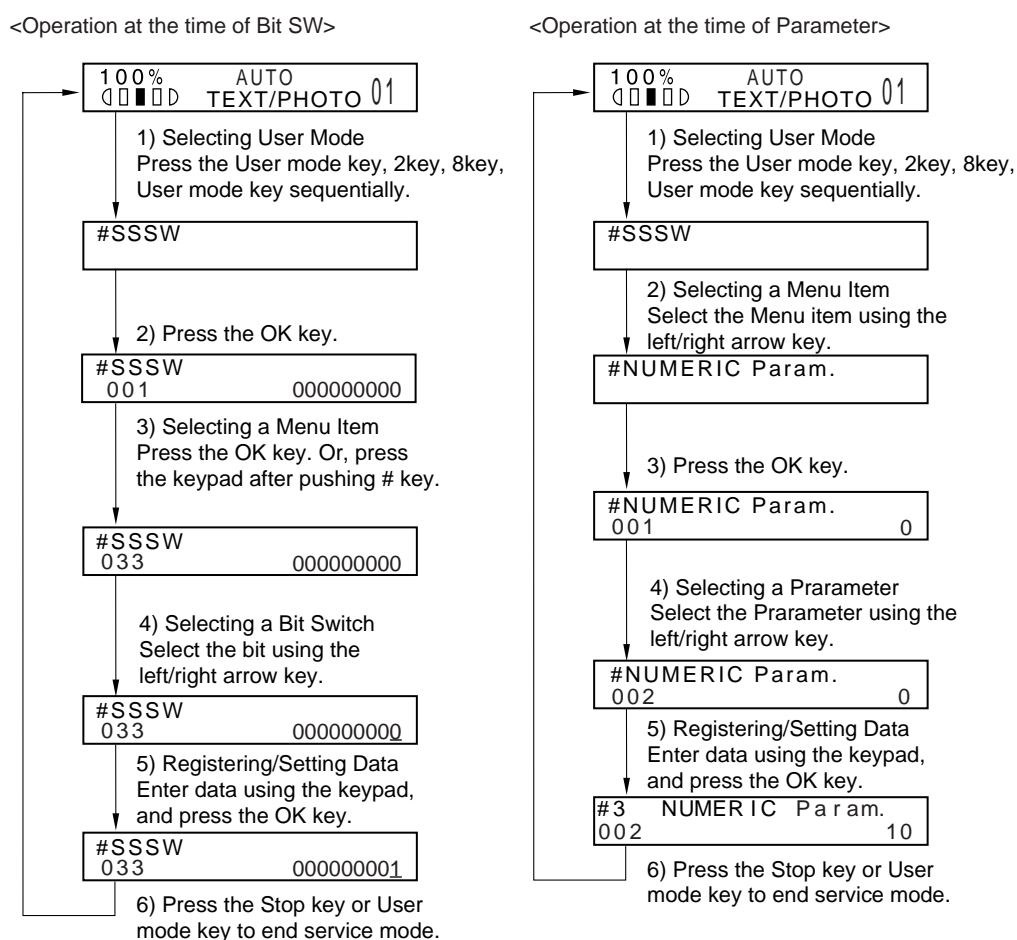 <Operation at the time of Bit SW>
100% AUTO
TEXT/PHOTO 01
1) Selecting User Mode
Press the User mode key, 2key, 8key,
User mode key sequentially.
#SSSW
2) Press the OK key.
#SSSW
001 000000000
3) Selecting a Menu Item
Press the OK key. Or, press
the keypad after pushing # key.
#SSSW
033 000000000
4) Selecting a Bit Switch
Select the bit using the
left/right arrow key.
#SSSW
033 000000000
5) Registering/Setting Data
Enter data using the keypad,
and press the OK key.
#SSSW
033 000000001
6) Press the Stop key or User
mode key to end service mode.
<Operation at the time of Parameter>
100% AUTO
TEXT/PHOTO 01
1) Selecting User Mode
Press the User mode key, 2key, 8key,
User mode key sequentially.
#SSSW
2) Selecting a Menu Item
Select the Menu item using the
left/right arrow key.
#NUMERIC Param.
3) Press the OK key.
#NUMERIC Param.
001 0
4) Selecting a Prarameter
Select the Prarameter using the
left/right arrow key.
#NUMERIC Param.
002 0
5) Registering/Setting Data
Enter data using the keypad,
and press the OK key.
#3 NUMERIC Param.
002 10
6) Press the Stop key or User
mode key to end service mode.